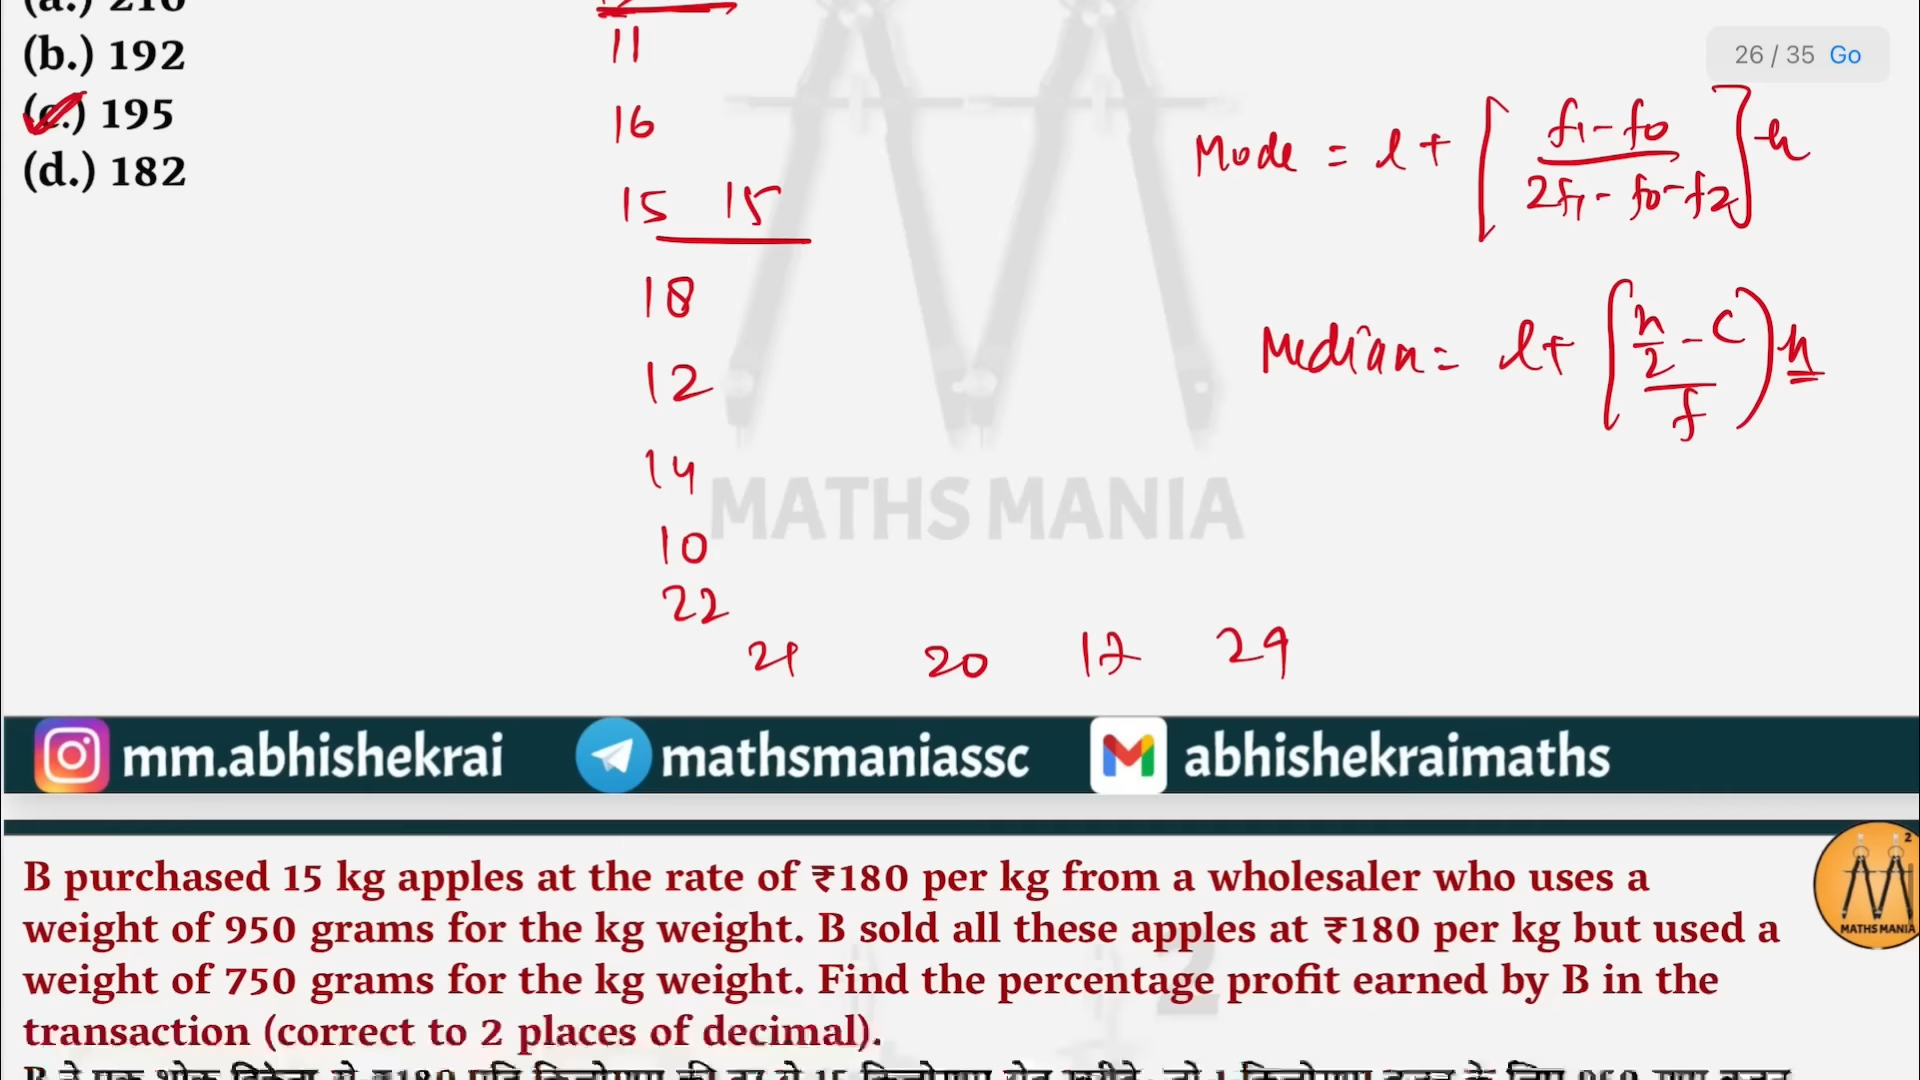 (a.) 216
(b.) 192
(c.) 195
(d.) 182
11
16
15 15
18
12
14
10
22
21 20 17 29
26 / 35 Go
Mode = l + [ f1 - f0 / 2f1 - f0 - f2 ] h
Median = l + ( n/2 - C / f ) h
MATHS MANIA
mm.abhishekrai mathsmaniassc abhishekraimaths
B purchased 15 kg apples at the rate of ₹180 per kg from a wholesaler who uses a
weight of 950 grams for the kg weight. B sold all these apples at ₹180 per kg but used a
weight of 750 grams for the kg weight. Find the percentage profit earned by B in the
transaction (correct to 2 places of decimal).
MATHS MANIA